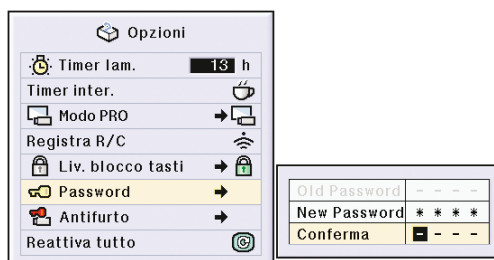 Opzioni
Timer lam. 13 h
Timer inter.
Modo PRO
Registra R/C
Liv. blocco tasti
Password
Antifurto
Reattiva tutto
Old Password - - - -
New Password * * * *
Conferma - - - -